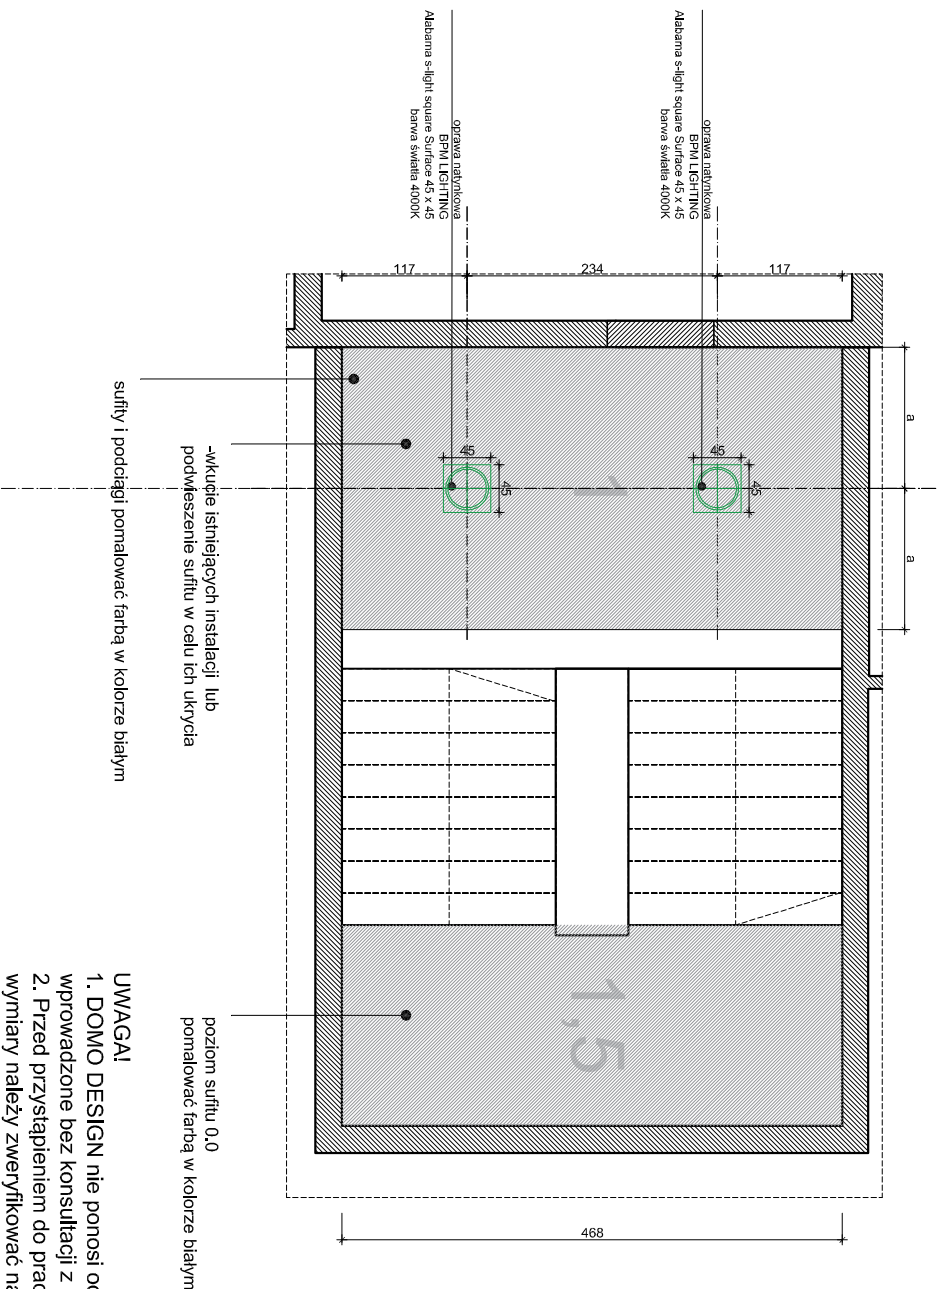 oprawa natynkowa
BPM LIGHTING
Alabama s-light square Surface 45 x 45
barwa światła 4000K
oprawa natynkowa
BPM LIGHTING
Alabama s-light square Surface 45 x 45
barwa światła 4000K
117
234
117
a
a
45
45
45
45
1
-wkucie istniejących instalacji lub
podwieszenie sufitu w celu ich ukrycia
sufity i podciągi pomalować farbą w kolorze białym
1,5
poziom sufitu 0.0
pomalować farbą w kolorze białym
468
UWAGA!
1. DOMO DESIGN nie ponosi
wprowadzone bez konsultacji z
2. Przed przystąpieniem do
wymiary należy zweryfikować